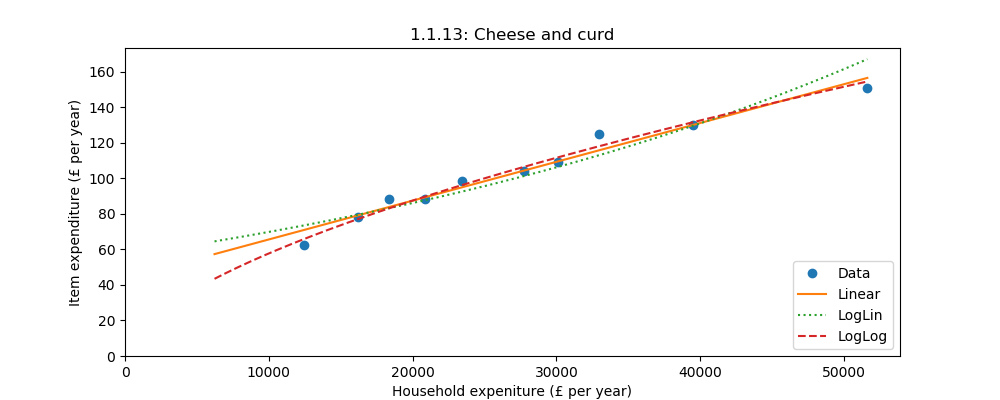 1.1.13: Cheese and curd
Item expenditure (£ per year)
160
140
120
100
80
60
40
20
0
0 10000 20000 30000 40000 50000
Household expeniture (£ per year)
Data
Linear
LogLin
LogLog